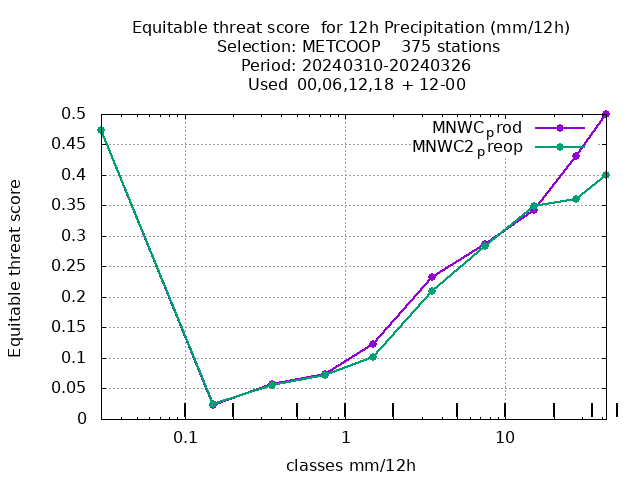 Equitable threat score  for 12h Precipitation (mm/12h)
Selection: METCOOP    375 stations
Period: 20240310-20240326
Used  00,06,12,18  + 12-00
MNWCprod
MNWC2preop
0.5
0.45
0.4
0.35
0.3
0.25
0.2
0.15
0.1
0.05
0
Equitable threat score
0.1
1
10
classes mm/12h